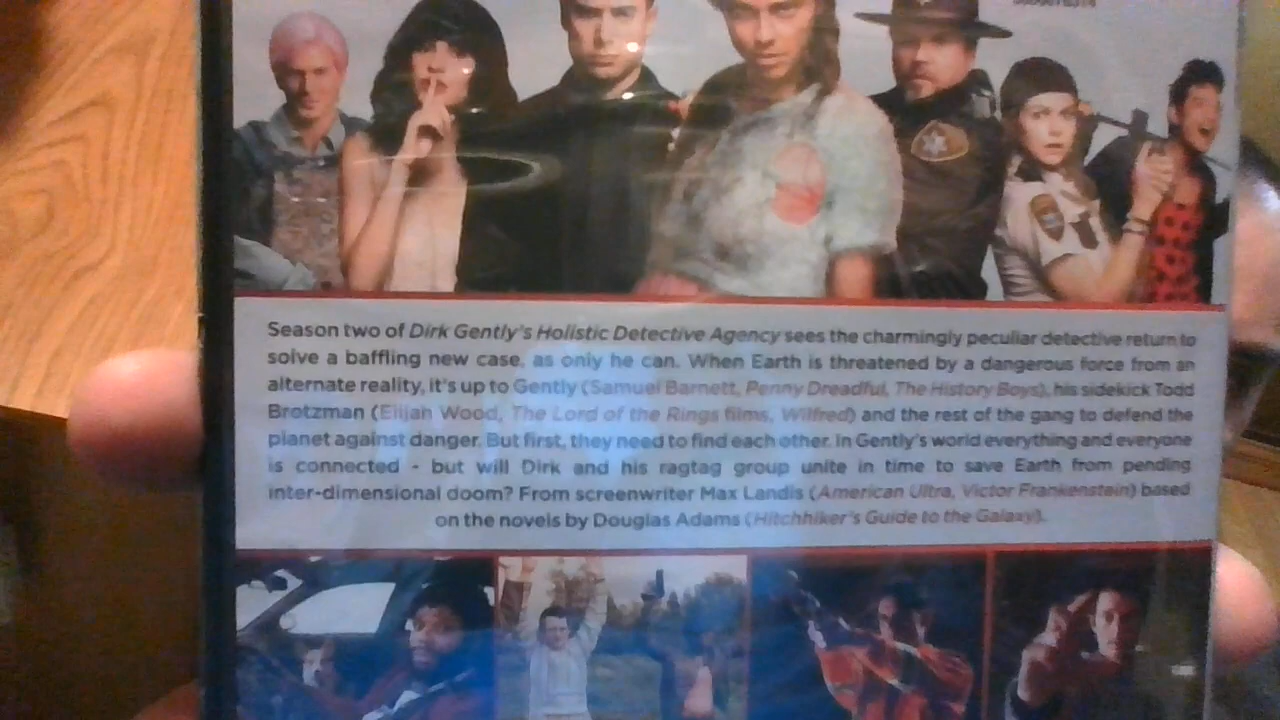 Season two of Dirk Gently's Holistic Detective Agency sees the charmingly peculiar detective return to
solve a baffling new case, as only he can. When Earth is threatened by a dangerous force from an
alternate reality, it's up to Gently (Samuel Barnett, Penny Dreadful, The History Boys), his sidekick Todd
Brotzman (Elijah Wood, The Lord of the Rings films, Wilfred) and the rest of the gang to defend the
planet against danger. But first, they need to find each other. In Gently's world everything and everyone
is connected - but will Dirk and his ragtag group unite in time to save Earth from pending
inter-dimensional doom? From screenwriter Max Landis (American Ultra, Victor Frankenstein) based
on the novels by Douglas Adams (Hitchhiker's Guide to the Galaxy).